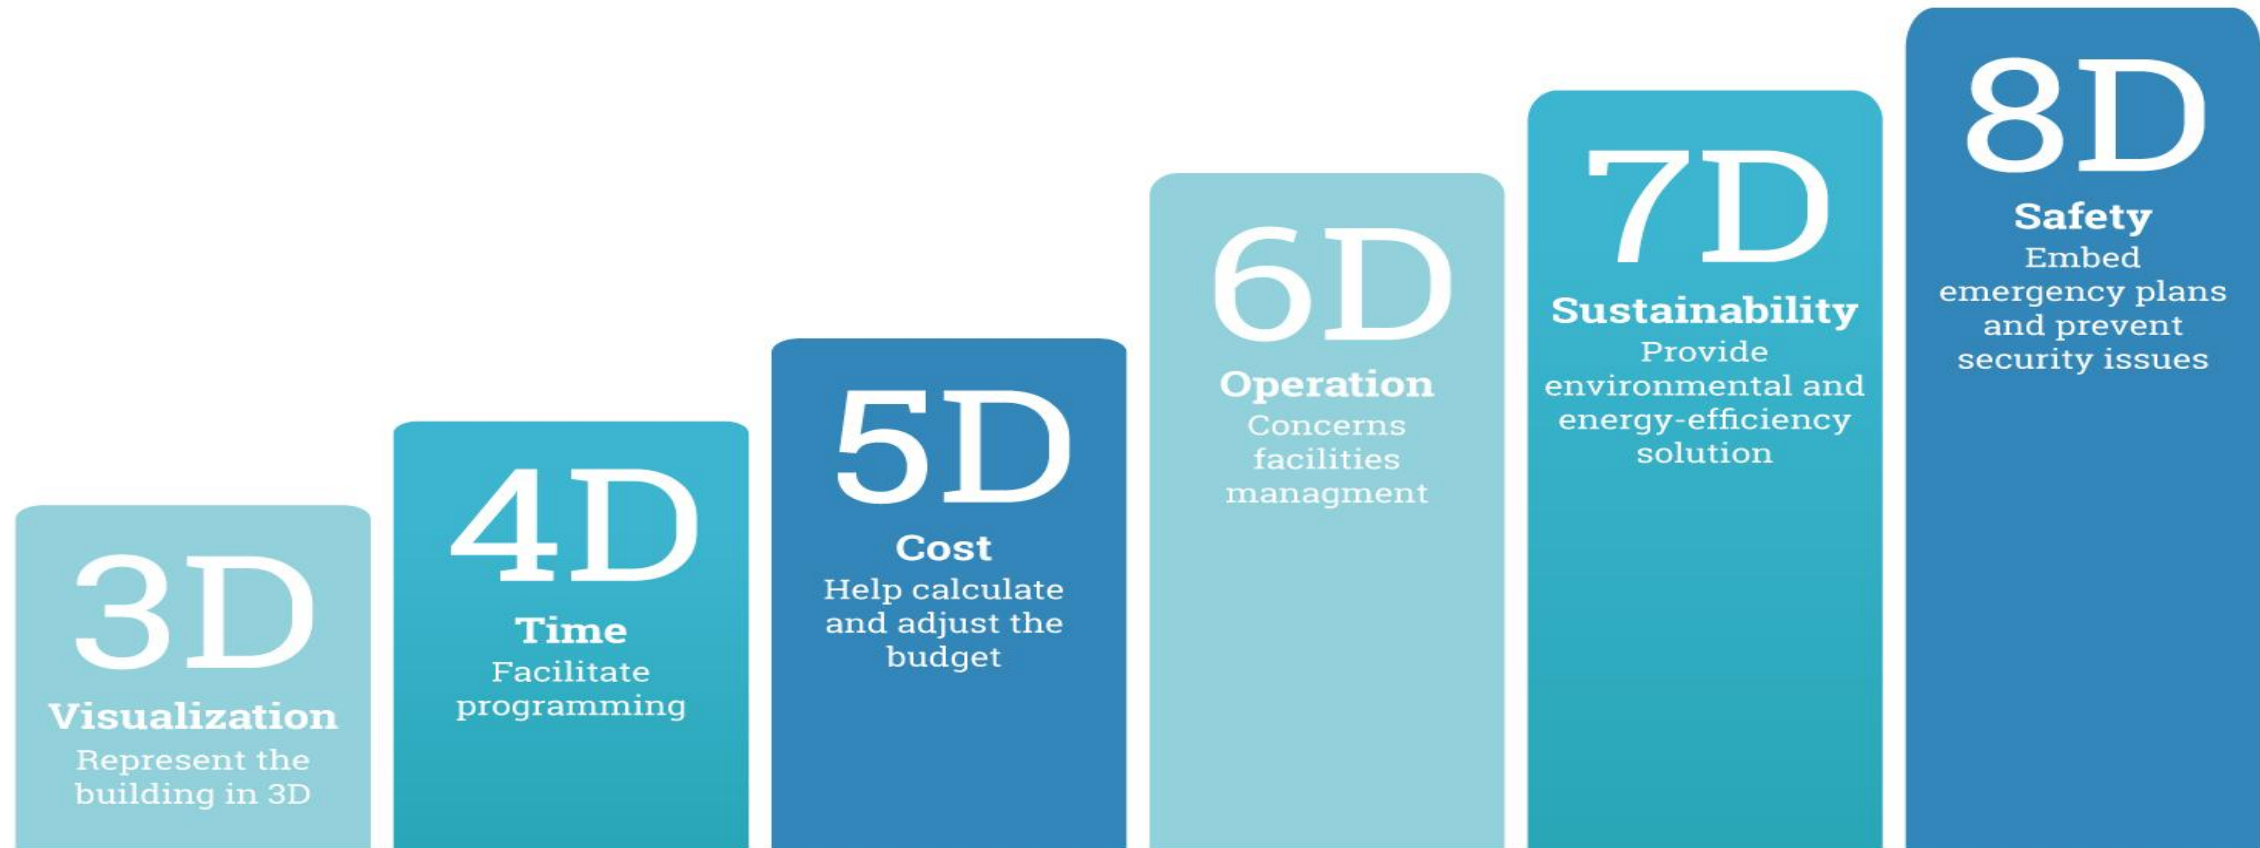 3D
Visualization
Represent the
building in 3D
4D
Time
Facilitate
programming
5D
Cost
Help calculate
and adjust the
budget
6D
Operation
Concerns
facilities
managment
7D
Sustainability
Provide
environmental and
energy-efficiency
solution
8D
Safety
Embed
emergency plans
and prevent
security issues